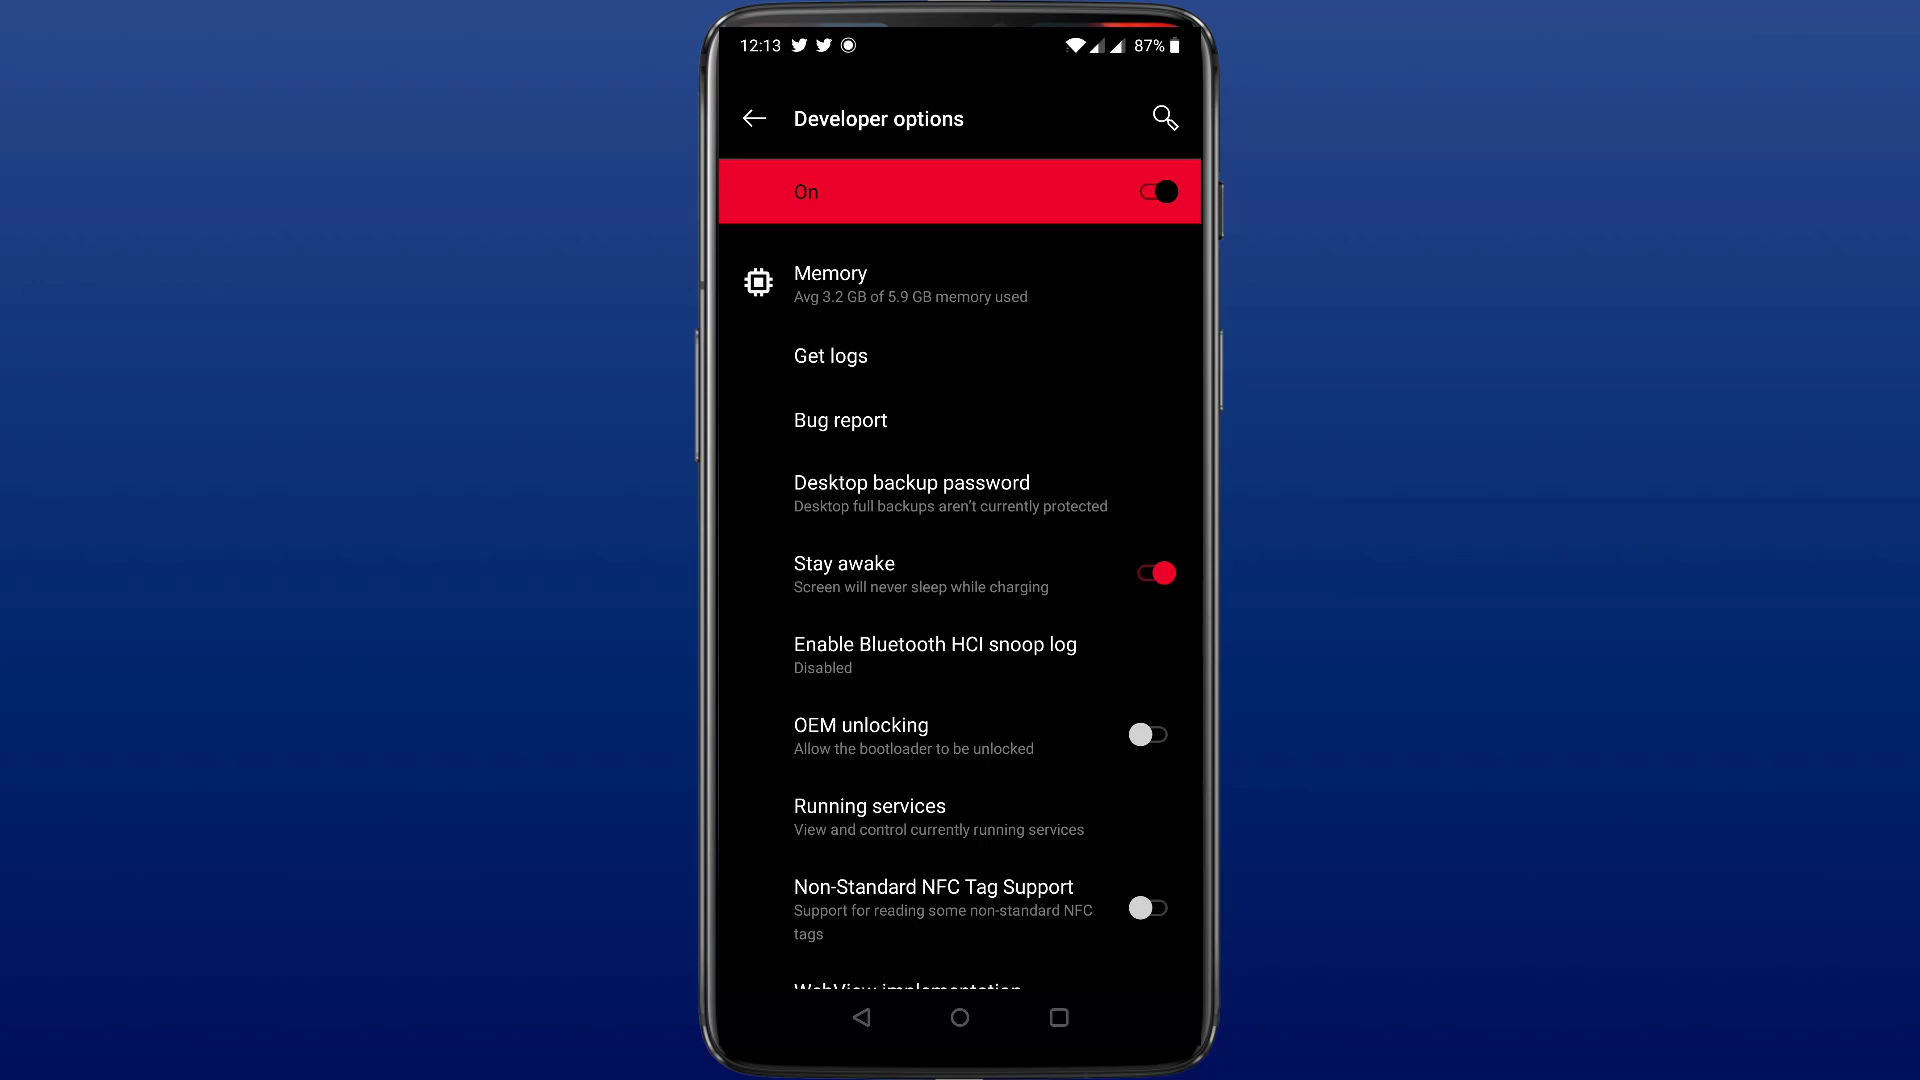 12:13 87%
Developer options
On
Memory
Avg 3.2 GB of 5.9 GB memory used
Get logs
Bug report
Desktop backup password
Desktop full backups aren’t currently protected
Stay awake
Screen will never sleep while charging
Enable Bluetooth HCI snoop log
Disabled
OEM unlocking
Allow the bootloader to be unlocked
Running services
View and control currently running services
Non-Standard NFC Tag Support
Support for reading some non-standard NFC
tags
WebView implementation